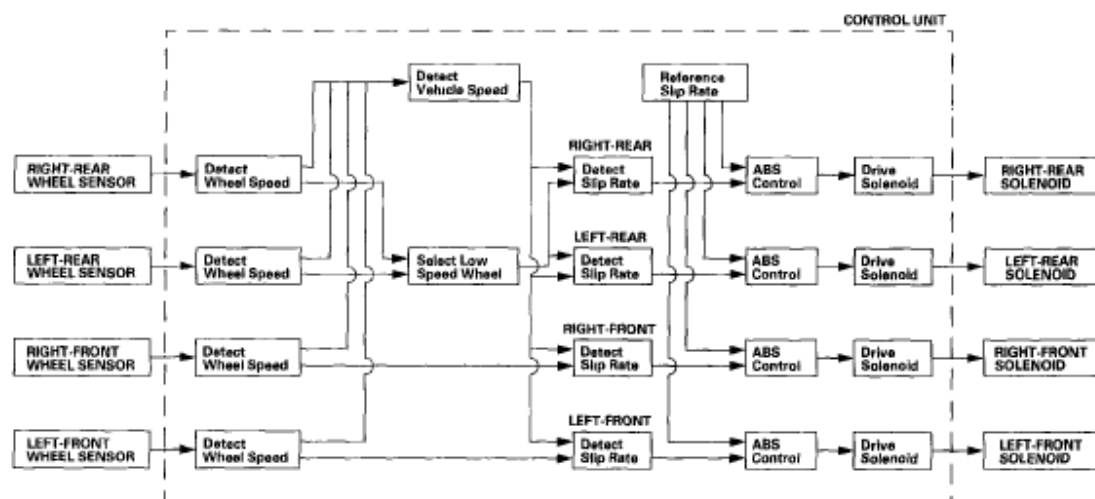 CONTROL UNIT
Detect
Vehicle Speed
Reference
Slip Rate
RIGHT-REAR
RIGHT-REAR
WHEEL SENSOR
Detect
Wheel Speed
Detect
Slip Rate
ABS
Control
Drive
Solenoid
RIGHT-REAR
SOLENOID
LEFT-REAR
LEFT-REAR
WHEEL SENSOR
Detect
Wheel Speed
Select Low
Speed Wheel
Detect
Slip Rate
ABS
Control
Drive
Solenoid
LEFT-REAR
SOLENOID
RIGHT-FRONT
RIGHT-FRONT
WHEEL SENSOR
Detect
Wheel Speed
Detect
Slip Rate
ABS
Control
Drive
Solenoid
RIGHT-FRONT
SOLENOID
LEFT-FRONT
LEFT-FRONT
WHEEL SENSOR
Detect
Wheel Speed
Detect
Slip Rate
ABS
Control
Drive
Solenoid
LEFT-FRONT
SOLENOID